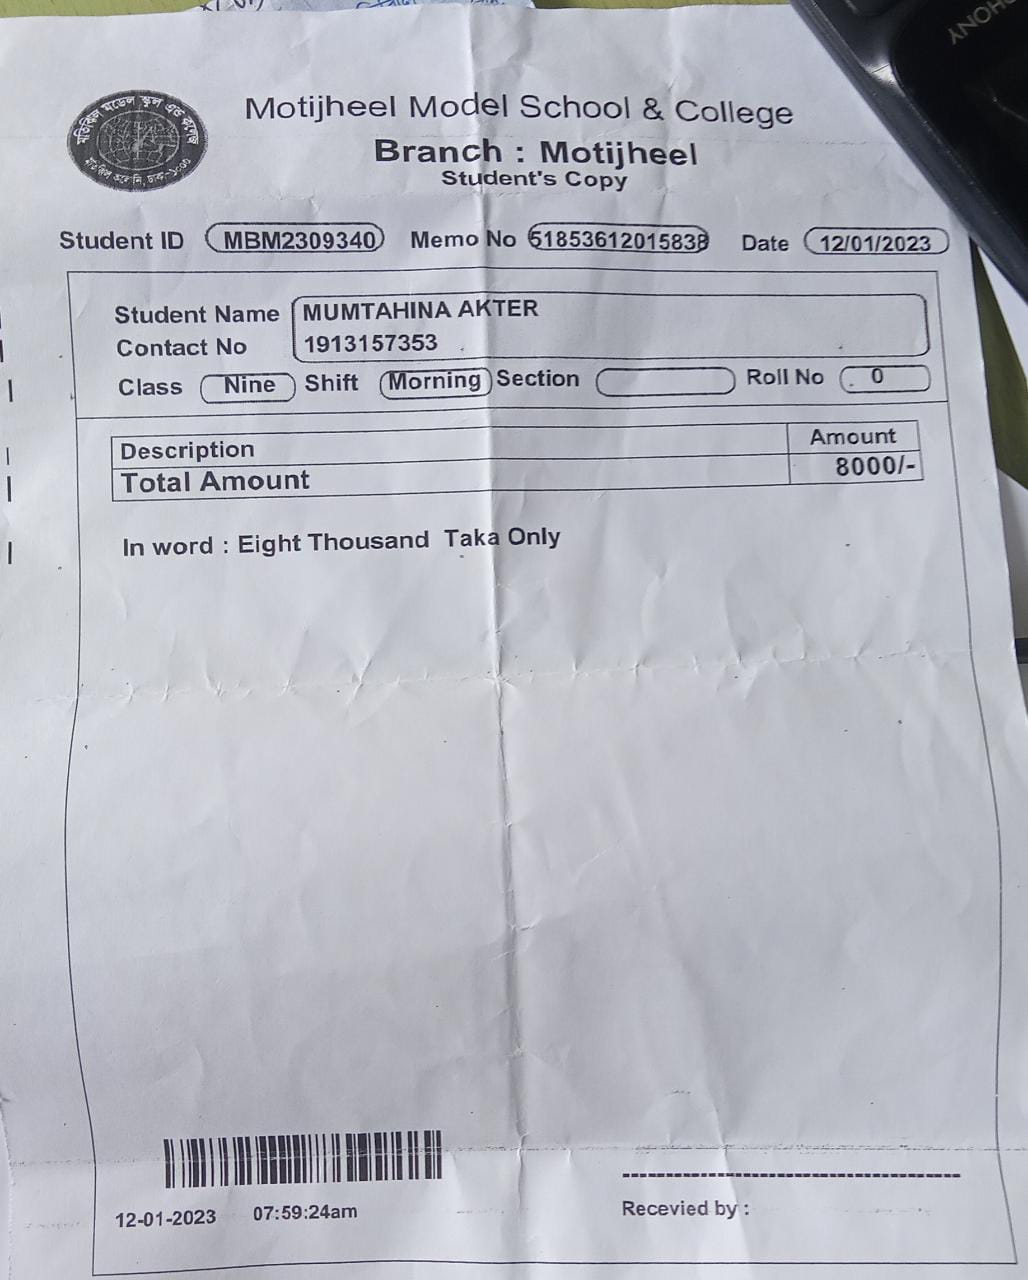 Motijheel Model School & College
Branch : Motijheel
Student's Copy
Student ID MBM2309340 Memo No 61853612015838 Date 12/01/2023
Student Name MUMTAHINA AKTER
Contact No 1913157353
Class Nine Shift Morning Section Roll No 0
Description Amount
Total Amount 8000/-
In word : Eight Thousand Taka Only
12-01-2023 07:59:24am
Recevied by :